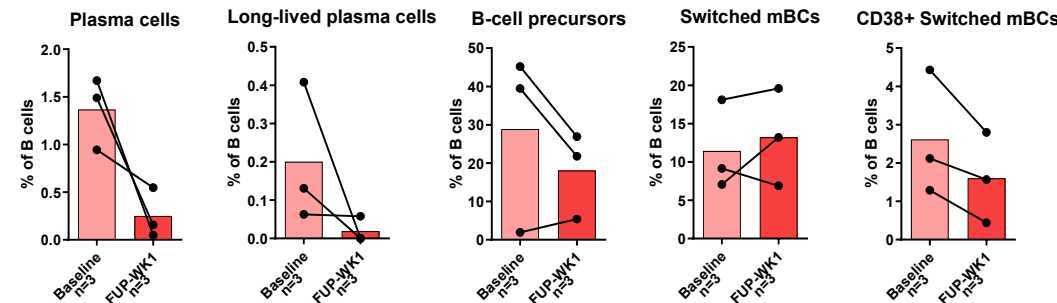 Plasma cells
% of B cells
2.0
1.5
1.0
0.5
0.0
Baseline
n=3
FUP-WK1
n=3
Long-lived plasma cells
% of B cells
0.5
0.4
0.3
0.2
0.1
0.0
Baseline
n=3
FUP-WK1
n=3
B-cell precursors
% of B cells
50
40
30
20
10
0
Baseline
n=3
FUP-WK1
n=3
Switched mBCs
% of B cells
25
20
15
10
5
0
Baseline
n=3
FUP-WK1
n=3
CD38+ Switched mBCs
% of B cells
5
4
3
2
1
0
Baseline
n=3
FUP-WK1
n=3